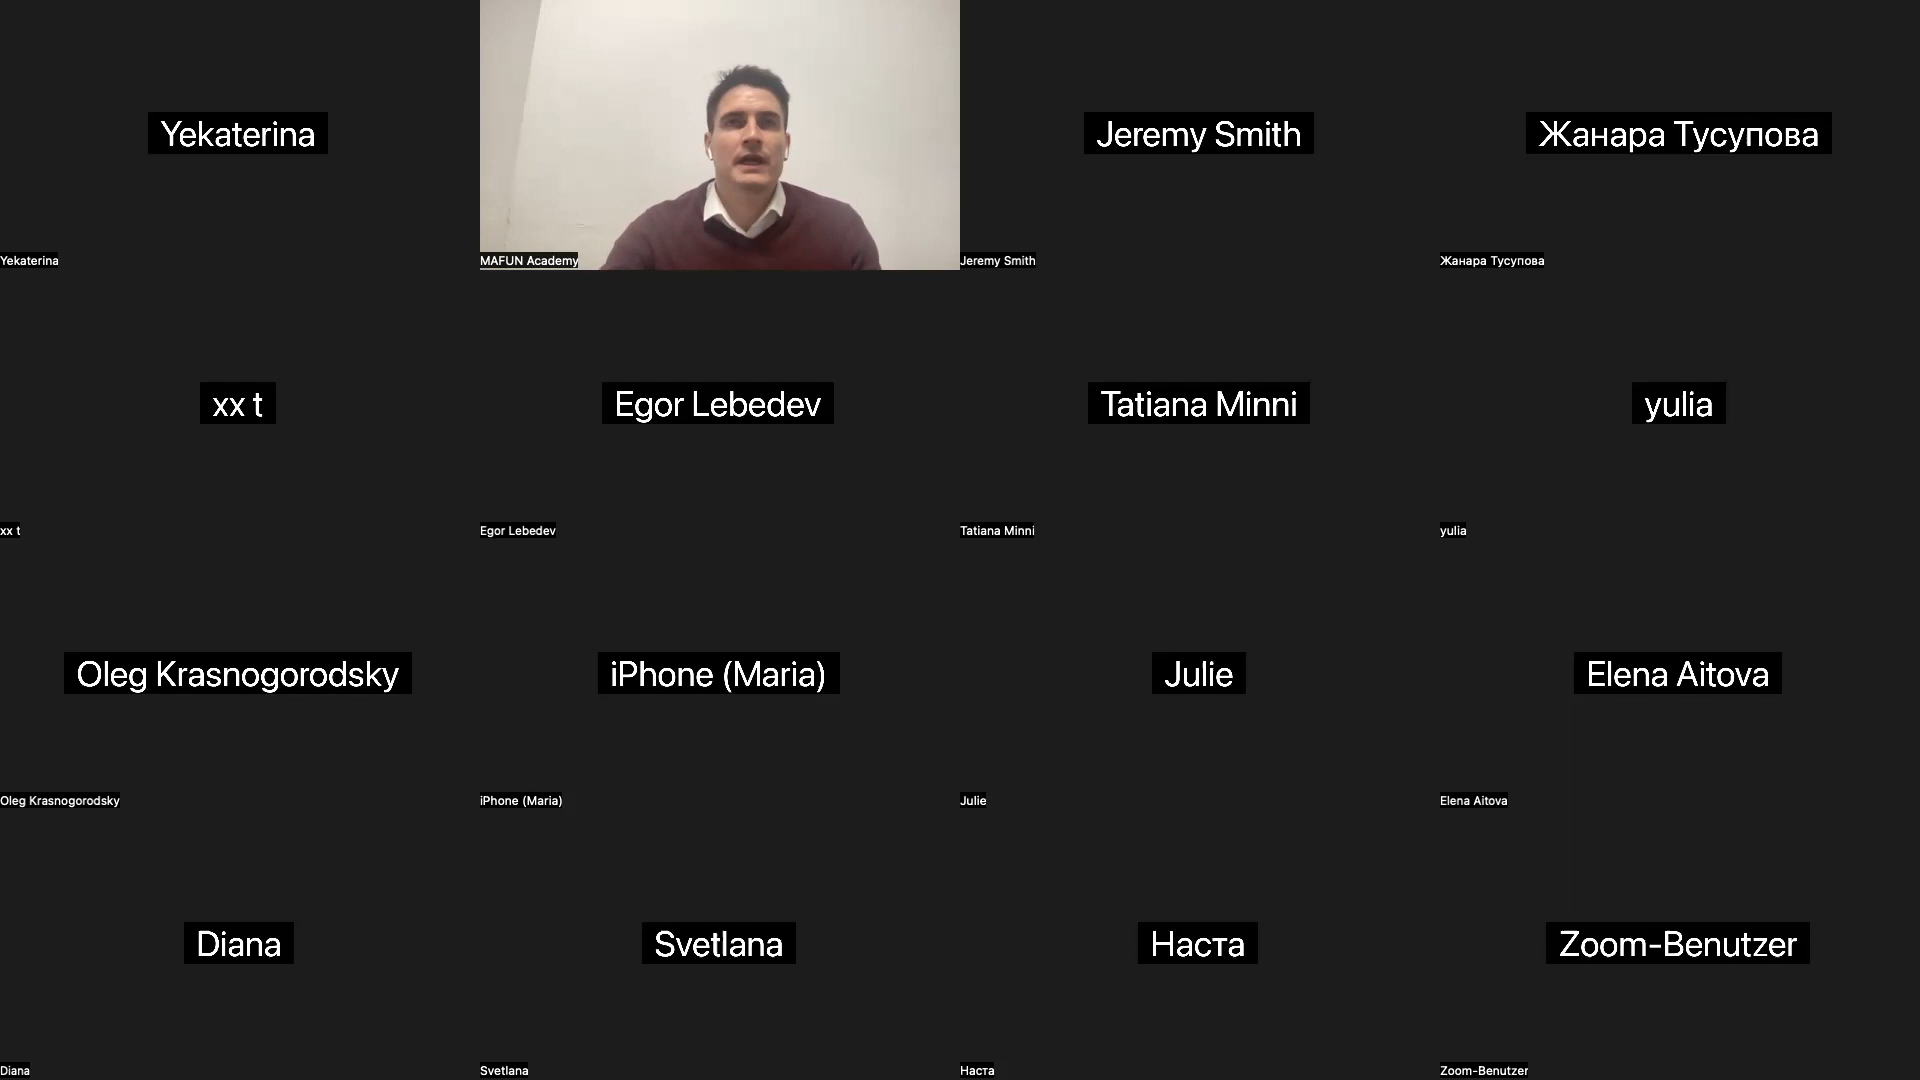 Yekaterina
Jeremy Smith
Жанара Тусупова
Yekaterina
MAFUN Academy
Jeremy Smith
Жанара Тусупова
xx t
Egor Lebedev
Tatiana Minni
yulia
xx t
Egor Lebedev
Tatiana Minni
yulia
Oleg Krasnogorodsky
iPhone (Maria)
Julie
Elena Aitova
Oleg Krasnogorodsky
iPhone (Maria)
Julie
Elena Aitova
Diana
Svetlana
Наста
Zoom-Benutzer
Diana
Svetlana
Наста
Zoom-Benutzer